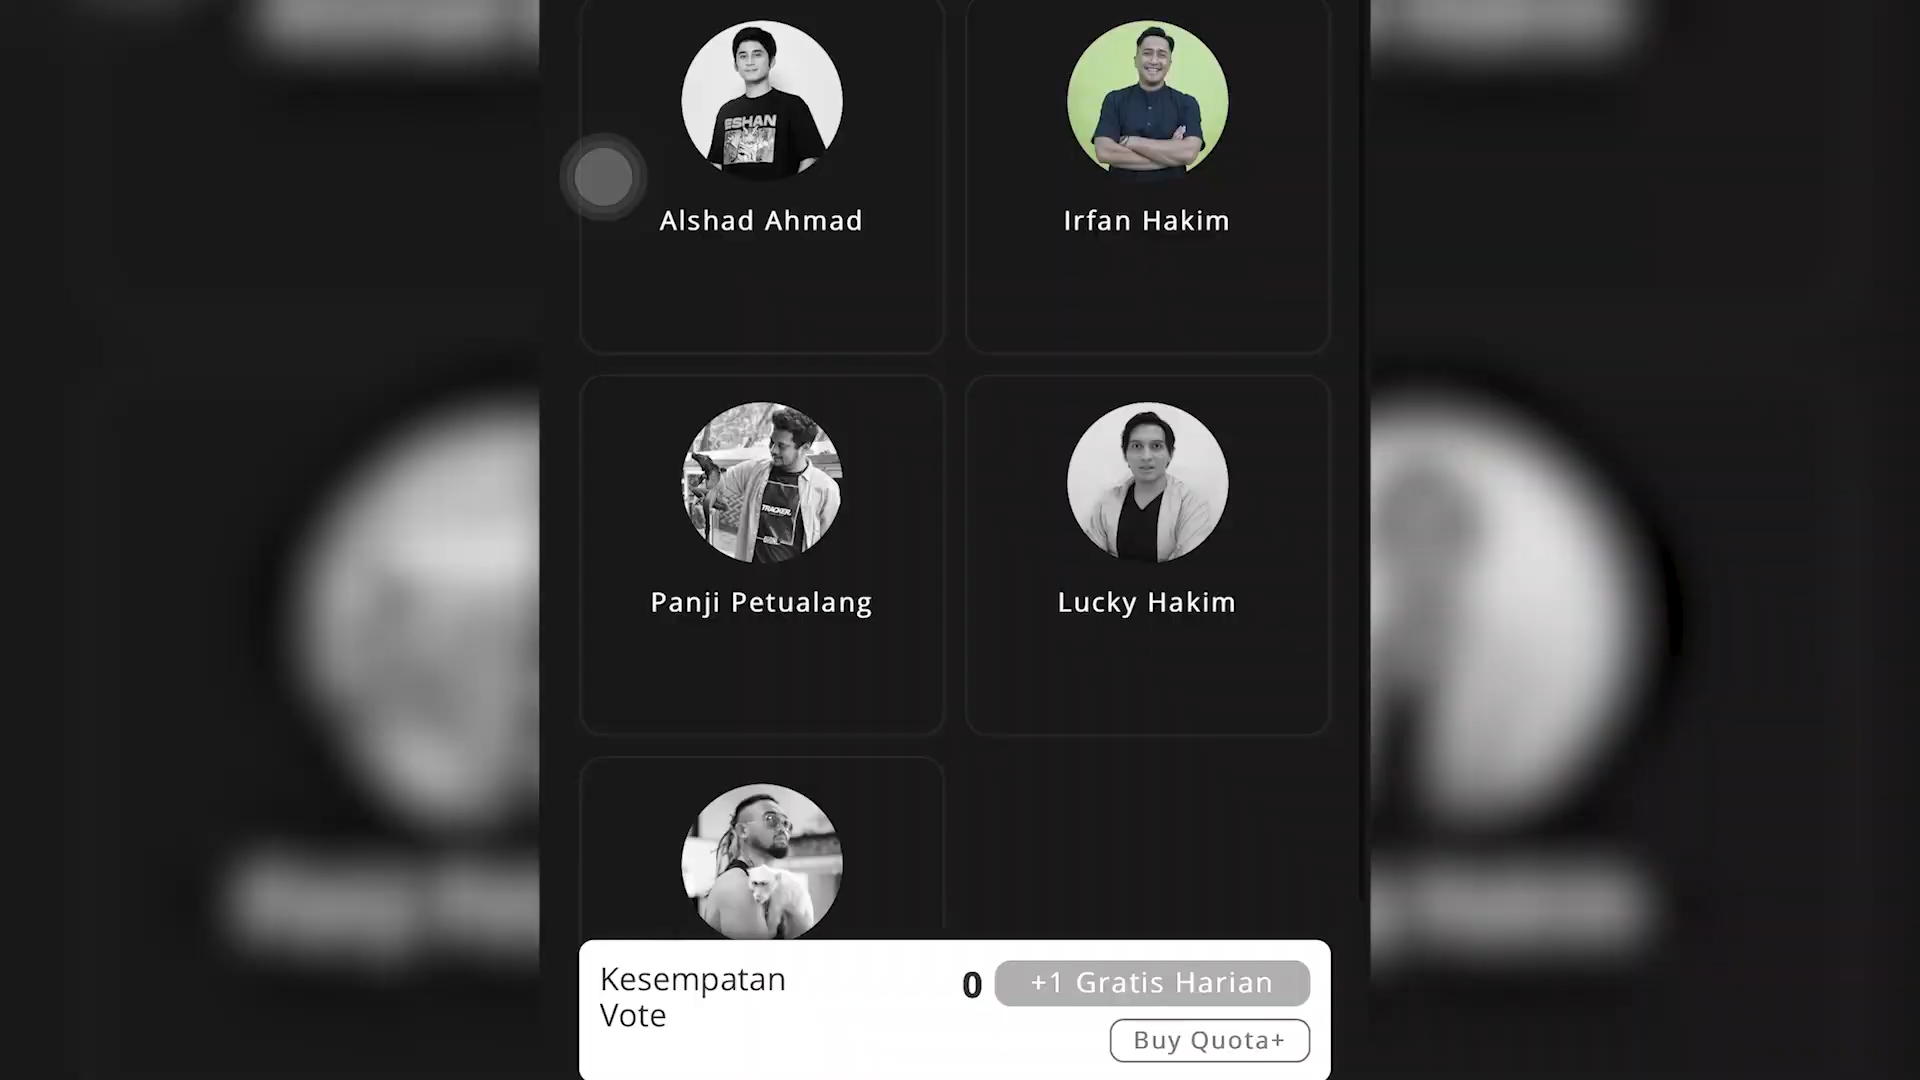 ESHAN
Alshad Ahmad
Irfan Hakim
TRACKER.
Panji Petualang
Lucky Hakim
Kesempatan
Vote
0
+1 Gratis Harian
Buy Quota+